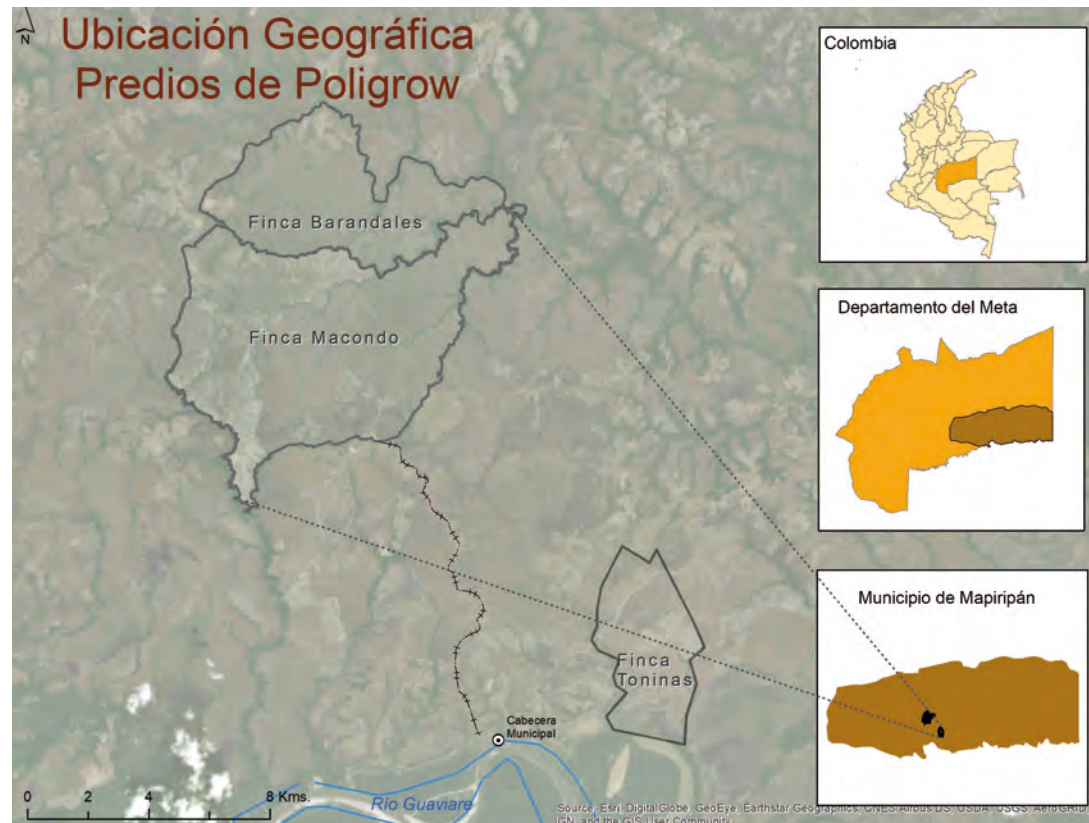 N
Ubicación Geográfica
Predios de Poligrow
Finca Barandales
Finca Macondo
Finca
Toninas
Cabecera
Municipal
Río Guaviare
0 2 4 8 Kms.
Colombia
Departamento del Meta
Municipio de Mapiripán
Source: Esri, DigitalGlobe, GeoEye, Earthstar Geographics, CNES/Airbus DS, USDA, USGS, AeroGRID,
IGN, and the GIS User Community